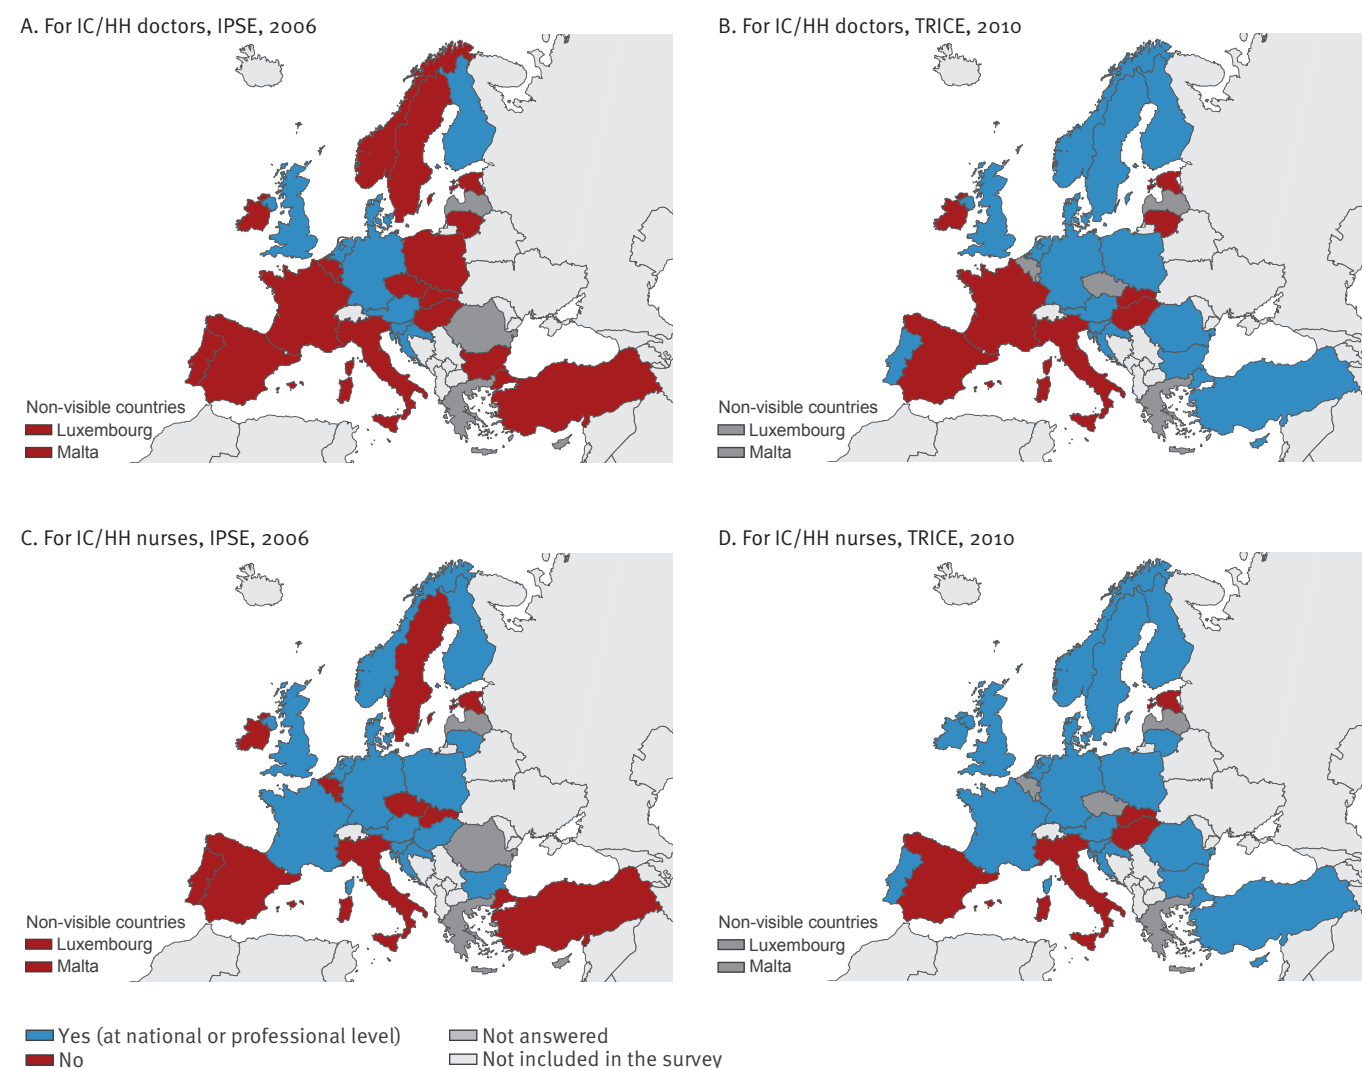 A. For IC/HH doctors, IPSE, 2006
B. For IC/HH doctors, TRICE, 2010
Non-visible countries
Luxembourg
Malta
Non-visible countries
Luxembourg
Malta
C. For IC/HH nurses, IPSE, 2006
D. For IC/HH nurses, TRICE, 2010
Non-visible countries
Luxembourg
Malta
Non-visible countries
Luxembourg
Malta
Yes (at national or professional level)
No
Not answered
Not included in the survey